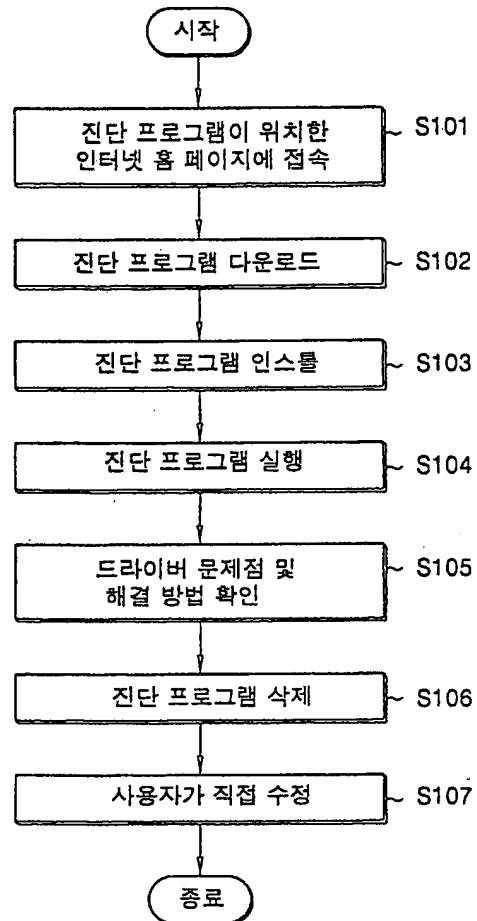 시작
진단 프로그램이 위치한
인터넷 홈 페이지에 접속
S101
진단 프로그램 다운로드
S102
진단 프로그램 인스톨
S103
진단 프로그램 실행
S104
드라이버 문제점 및
해결 방법 확인
S105
진단 프로그램 삭제
S106
사용자가 직접 수정
S107
종료